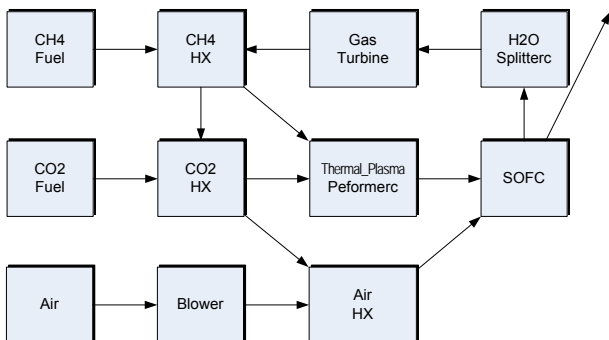 CH4
Fuel
CH4
HX
Gas
Turbine
H2O
Splitterc
CO2
Fuel
CO2
HX
Thermal_Plasma
Peformerc
SOFC
Air
Blower
Air
HX